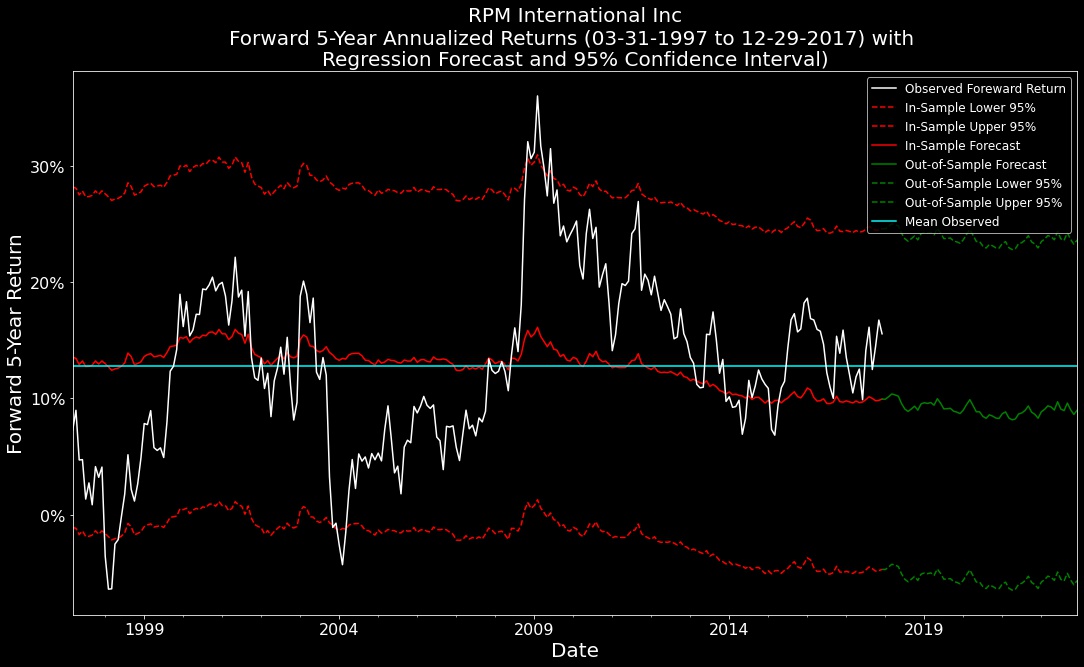 RPM International Inc
Forward 5-Year Annualized Returns (03-31-1997 to 12-29-2017) with
Regression Forecast and 95% Confidence Interval)
Observed Foreward Return
In-Sample Lower 95%
In-Sample Upper 95%
In-Sample Forecast
Out-of-Sample Forecast
Out-of-Sample Lower 95%
Out-of-Sample Upper 95%
Mean Observed
Forward 5-Year Return
30%
20%
10%
0%
1999 2004 2009 2014 2019
Date